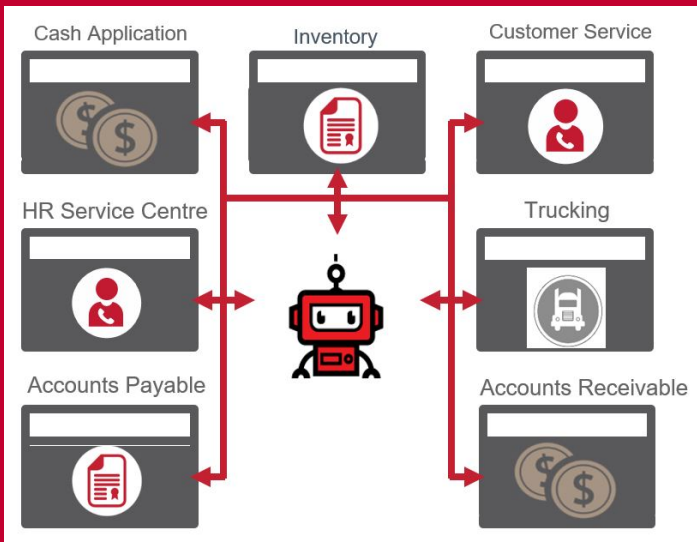 Cash Application
Inventory
Customer Service
$
$
HR Service Centre
Trucking
Accounts Payable
Accounts Receivable
$
$